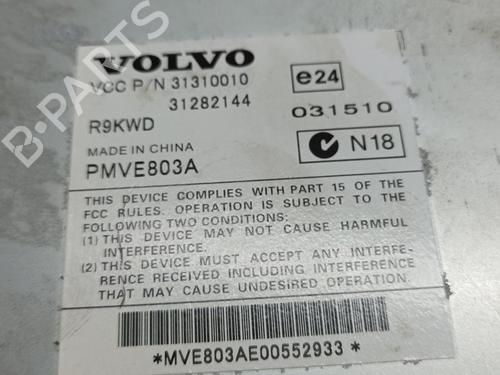 VOLVO
VCC P/N 31310010
31282144
e24
031510
R9KWD
N18
MADE IN CHINA
PMVE803A
THIS DEVICE COMPLIES WITH PART 15 OF THE
FCC RULES. OPERATION IS SUBJECT TO THE
FOLLOWING TWO CONDITIONS:
(1) THIS DEVICE MAY NOT CAUSE HARMFUL
INTERFERENCE.
(2) THIS DEVICE MUST ACCEPT ANY INTERFE-
RENCE RECEIVED INCLUDING INTERFERENCE
THAT MAY CAUSE UNDESIRED OPERATION.
*MVE803AE00552933*
B-PARTS